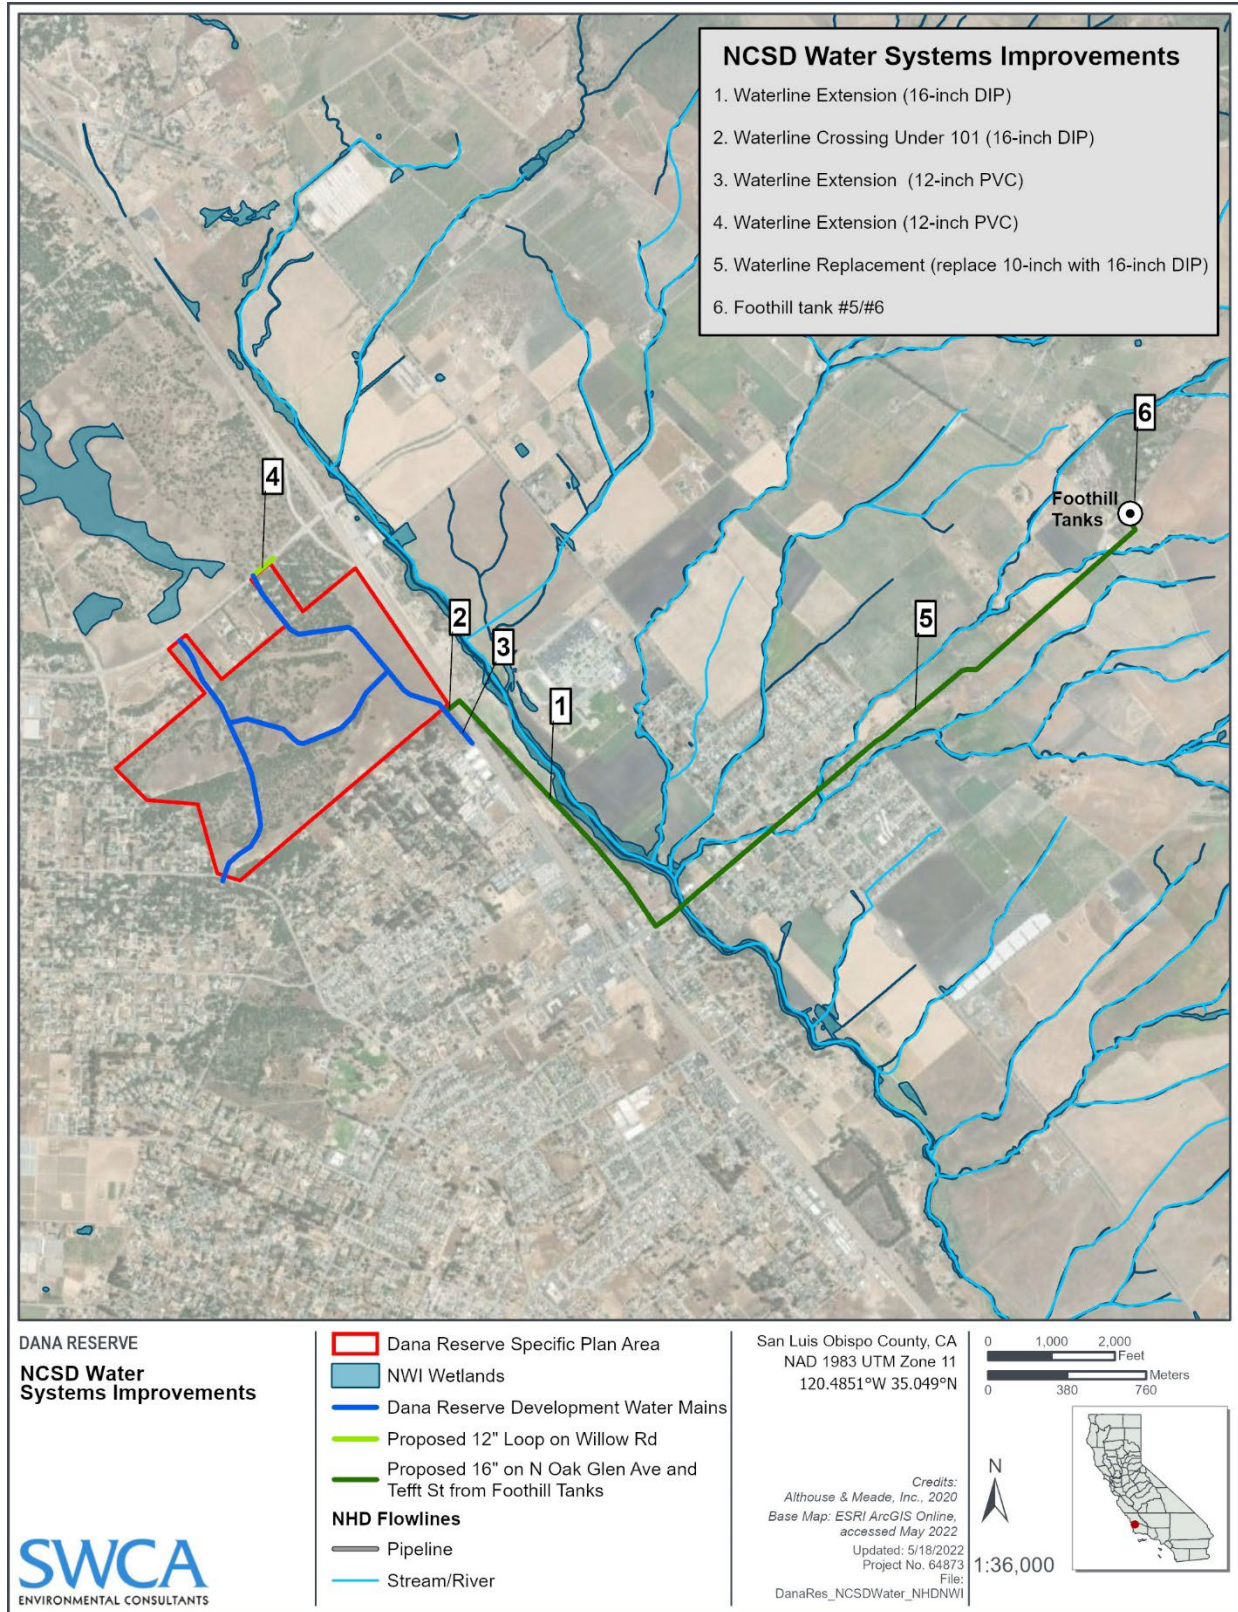 NCSD Water Systems Improvements
1. Waterline Extension (16-inch DIP)
2. Waterline Crossing Under 101 (16-inch DIP)
3. Waterline Extension (12-inch PVC)
4. Waterline Extension (12-inch PVC)
5. Waterline Replacement (replace 10-inch with 16-inch DIP)
6. Foothill tank #5/#6
6
4
Foothill
Tanks
2
5
3
1
DANA RESERVE
NCSD Water
Systems Improvements
SWCA
ENVIRONMENTAL CONSULTANTS
Dana Reserve Specific Plan Area
NWI Wetlands
Dana Reserve Development Water Mains
Proposed 12" Loop on Willow Rd
Proposed 16" on N Oak Glen Ave and
Tefft St from Foothill Tanks
NHD Flowlines
Pipeline
Stream/River
San Luis Obispo County, CA
NAD 1983 UTM Zone 11
120.4851°W 35.049°N
Credits:
Althouse & Meade, Inc., 2020
Base Map: ESRI ArcGIS Online,
accessed May 2022
Updated: 5/18/2022
Project No. 64873
File:
DanaRes_NCSDWater_NHDNWI
0 1,000 2,000
Feet
Meters
0 380 760
N
1:36,000